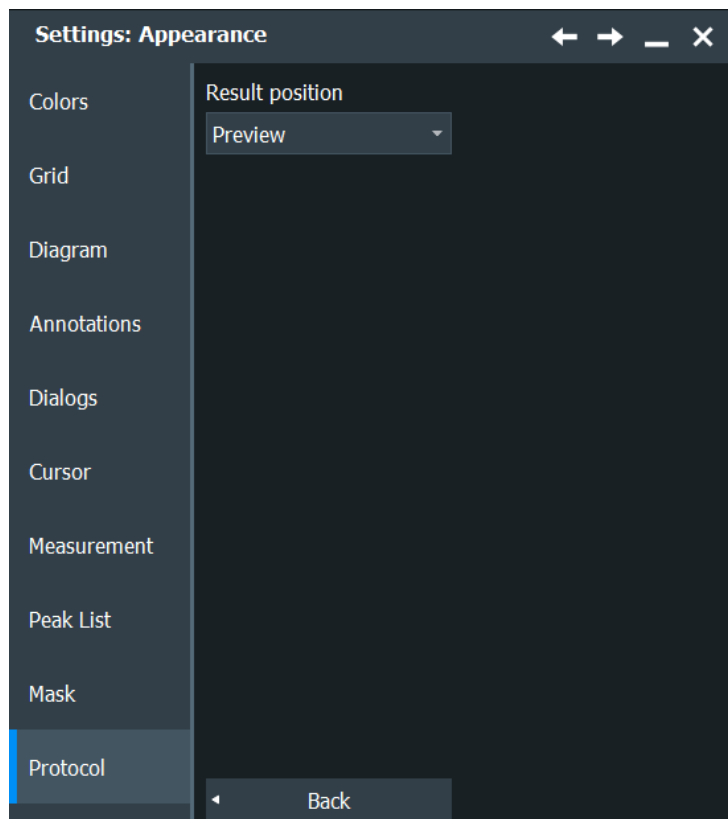 Settings: Appearance
Colors
Grid
Diagram
Annotations
Dialogs
Cursor
Measurement
Peak List
Mask
Protocol
Result position
Preview
Back